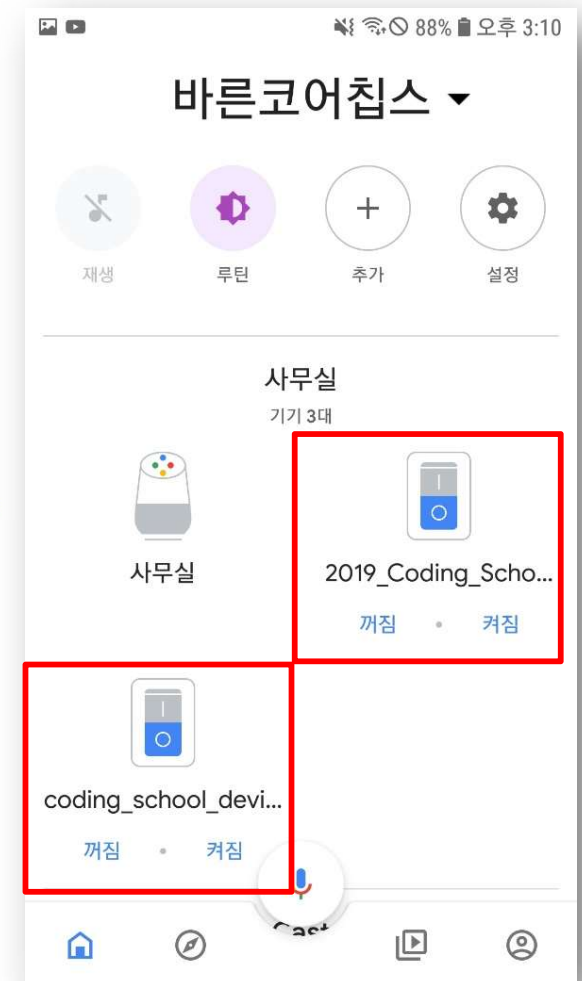 88% 오후 3:10
바른코어칩스
재생 루틴 추가 설정
사무실
기기 3대
사무실 2019_Coding_Scho...
꺼짐 • 켜짐
coding_school_devi...
꺼짐 • 켜짐
Cast